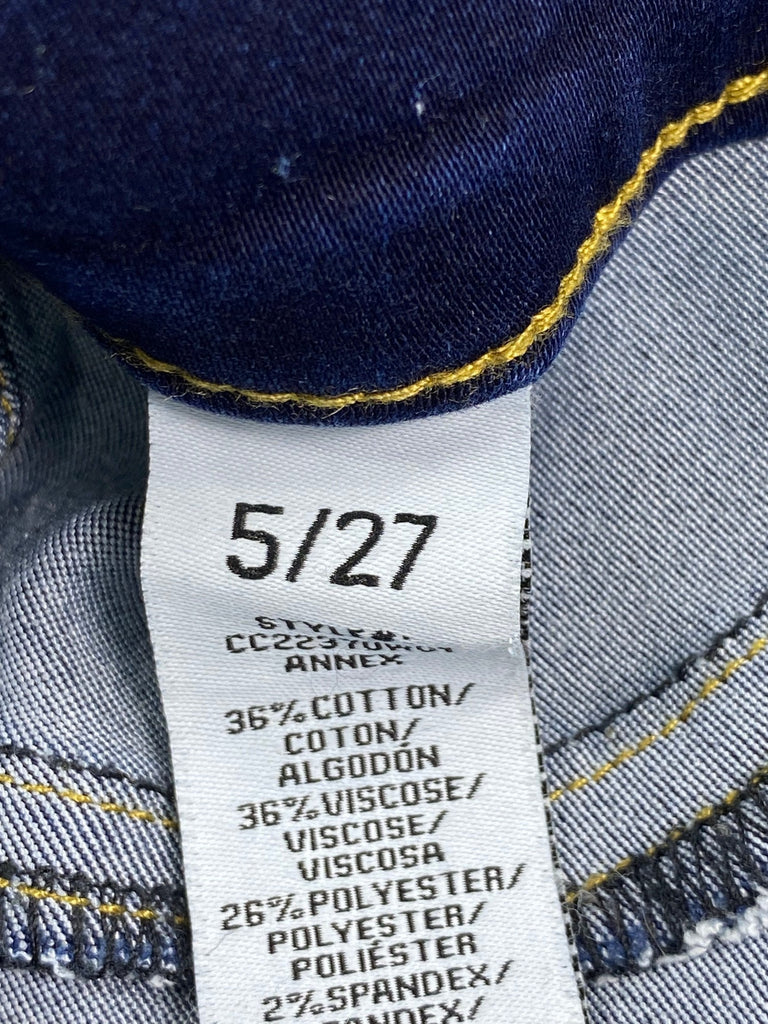 5/27
STYLE#:
ANNEX
36%COTTON/
COTON/
ALGODÓN
36%VISCOSE/
VISCOSE/
VISCOSA
26%POLYESTER/
POLYESTER/
POLIÉSTER
2%SPANDEX/